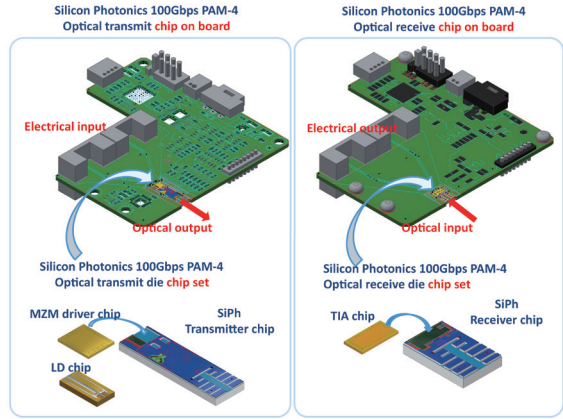 Silicon Photonics 100Gbps PAM-4
Optical transmit chip on board
Electrical input
Optical output
Silicon Photonics 100Gbps PAM-4
Optical transmit die chip set
MZM driver chip
SiPh
Transmitter chip
LD chip
Silicon Photonics 100Gbps PAM-4
Optical receive chip on board
Electrical output
Optical input
Silicon Photonics 100Gbps PAM-4
Optical receive die chip set
TIA chip
SiPh
Receiver chip